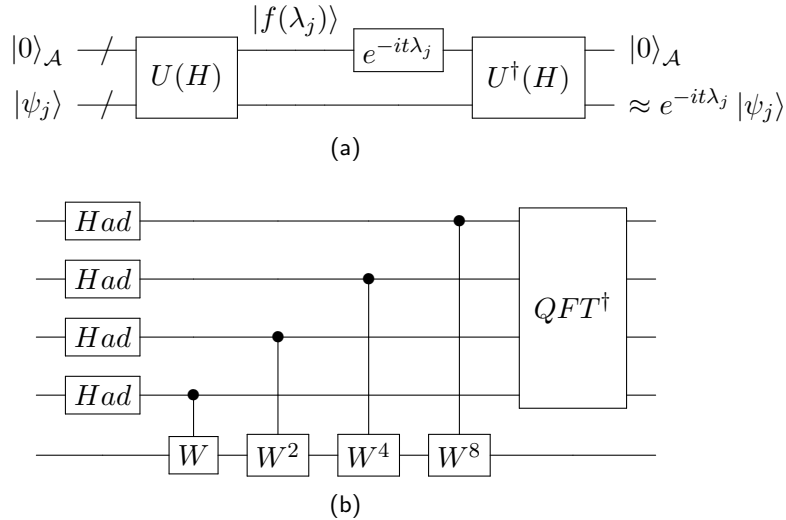 |f(λ_j)⟩
|0⟩_𝒜 U(H) e^{-itλ_j} U^†(H) |0⟩_𝒜
|ψ_j⟩ ≈ e^{-itλ_j} |ψ_j⟩
(a)
Had
Had
QFT^†
Had
Had
W W^2 W^4 W^8
(b)